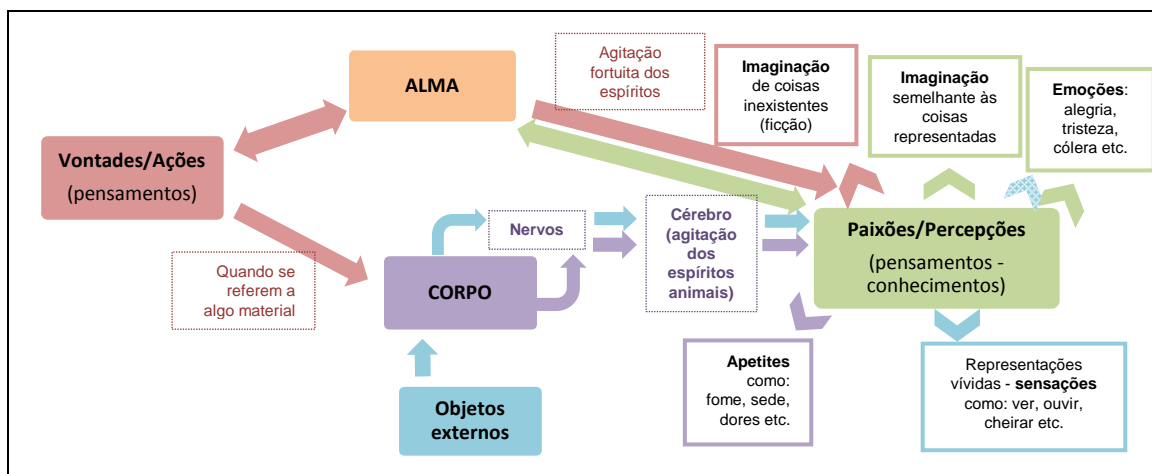 ALMA
Agitação
fortuita dos
espíritos
Imaginação
de coisas
inexistentes
(ficção)
Imaginação
semelhante às
coisas
representadas
Emoções:
alegria,
tristeza,
cólera etc.
Vontades/Ações
(pensamentos)
Nervos
Cérebro
(agitação
dos
espíritos
animais)
Paixões/Percepções
(pensamentos -
conhecimentos)
Quando se
referem a
algo material
CORPO
Objetos
externos
Apetites
como:
fome, sede,
dores etc.
Representações
vívidas - sensações
como: ver, ouvir,
cheirar etc.